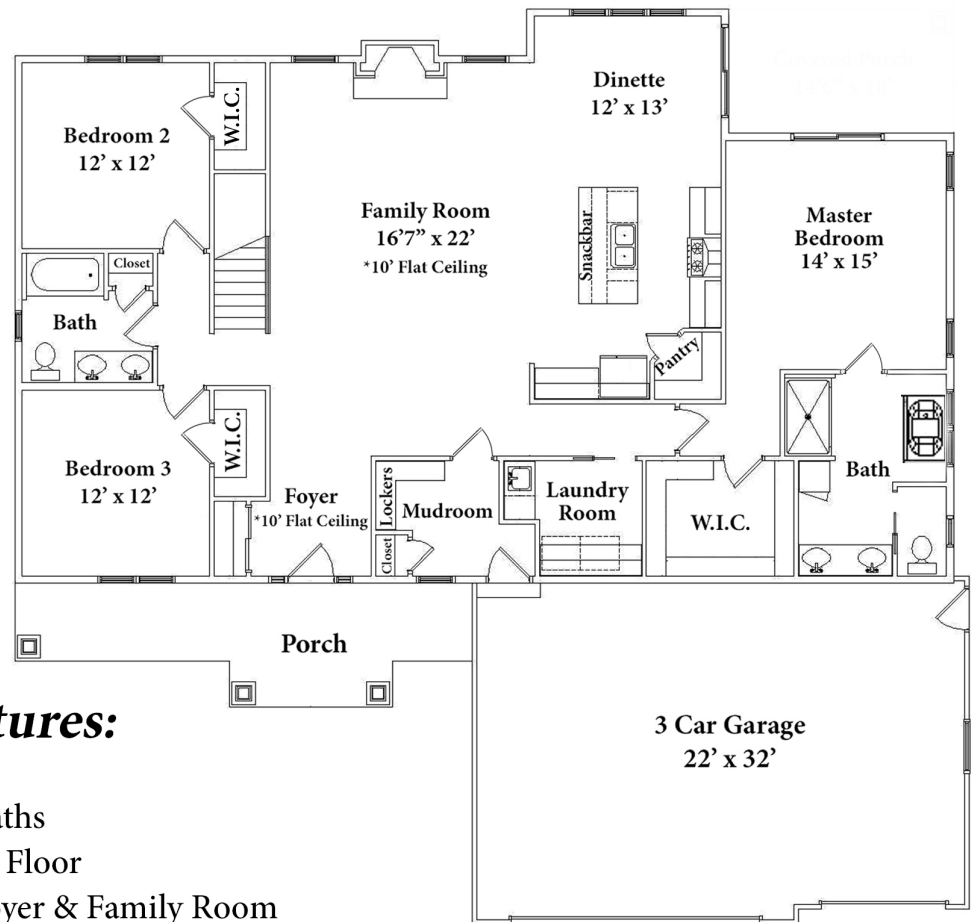 Dinette
12’ x 13’
Bedroom 2
12’ x 12’
W.I.C.
Family Room
16’7” x 22’
*10’ Flat Ceiling
Snackbar
Master
Bedroom
14’ x 15’
Closet
Bath
Pantry
Bedroom 3
12’ x 12’
W.I.C.
Foyer
*10’ Flat Ceiling
Lockers
Mudroom
Closet
Laundry
Room
W.I.C.
Bath
Porch
3 Car Garage
22’ x 32’
tures:
aths
Floor
oyer & Family Room